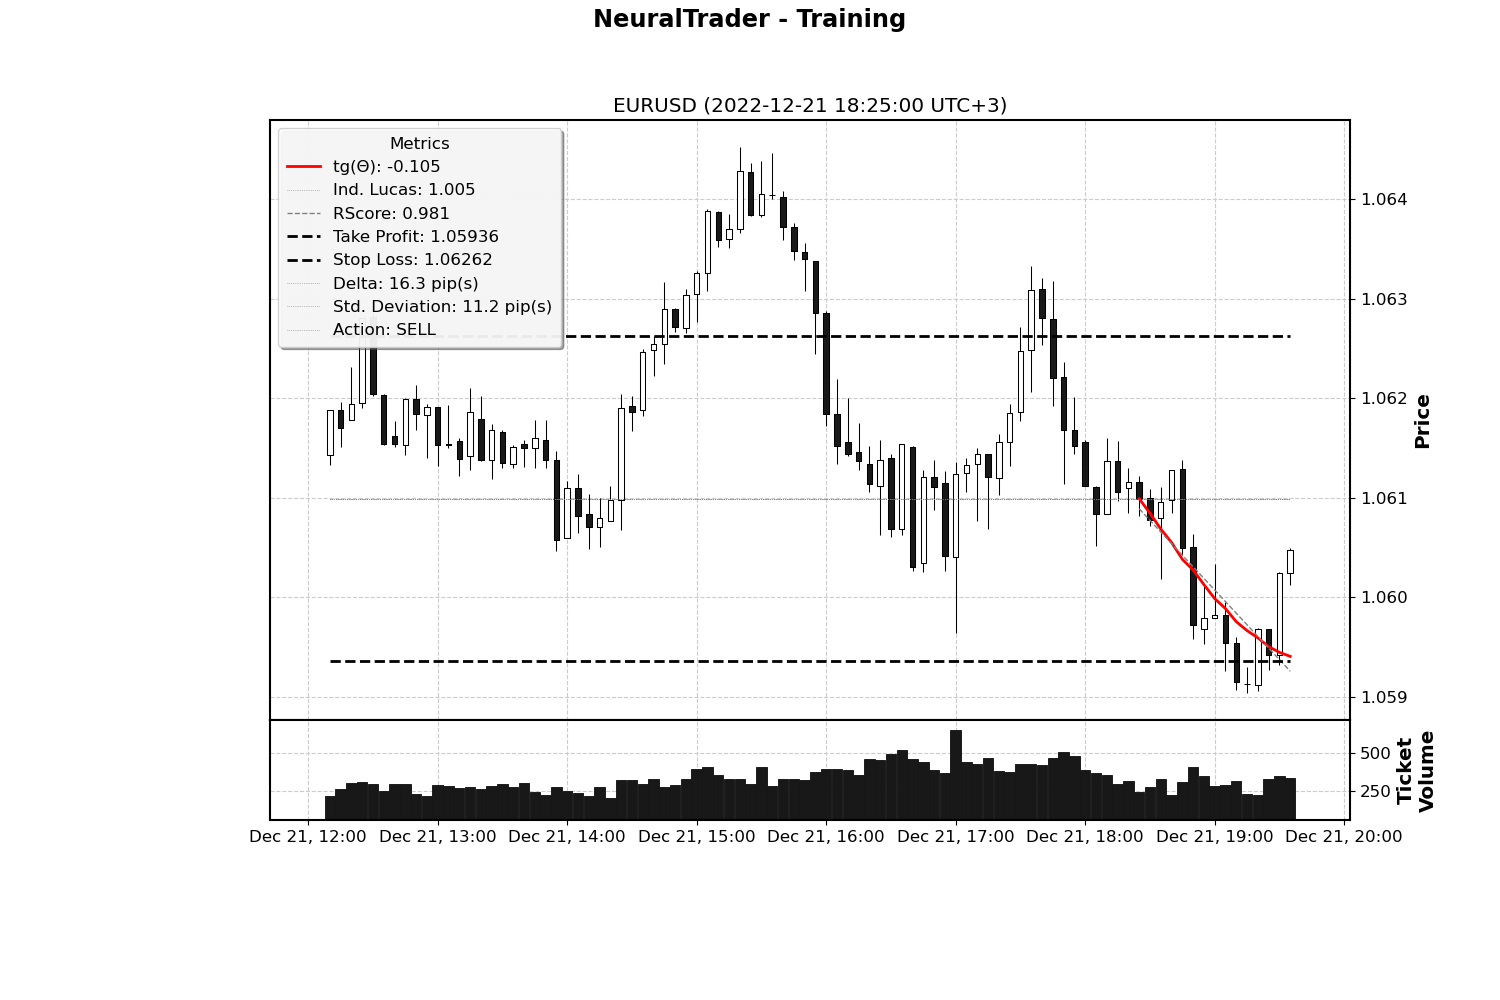 NeuralTrader - Training
EURUSD (2022-12-21 18:25:00 UTC+3)
Metrics
tg(Θ): -0.105
Ind. Lucas: 1.005
RScore: 0.981
Take Profit: 1.05936
Stop Loss: 1.06262
Delta: 16.3 pip(s)
Std. Deviation: 11.2 pip(s)
Action: SELL
1.064
1.063
1.062
1.061
1.060
1.059
Price
500
250
Ticket
Volume
Dec 21, 12:00
Dec 21, 13:00
Dec 21, 14:00
Dec 21, 15:00
Dec 21, 16:00
Dec 21, 17:00
Dec 21, 18:00
Dec 21, 19:00
Dec 21, 20:00